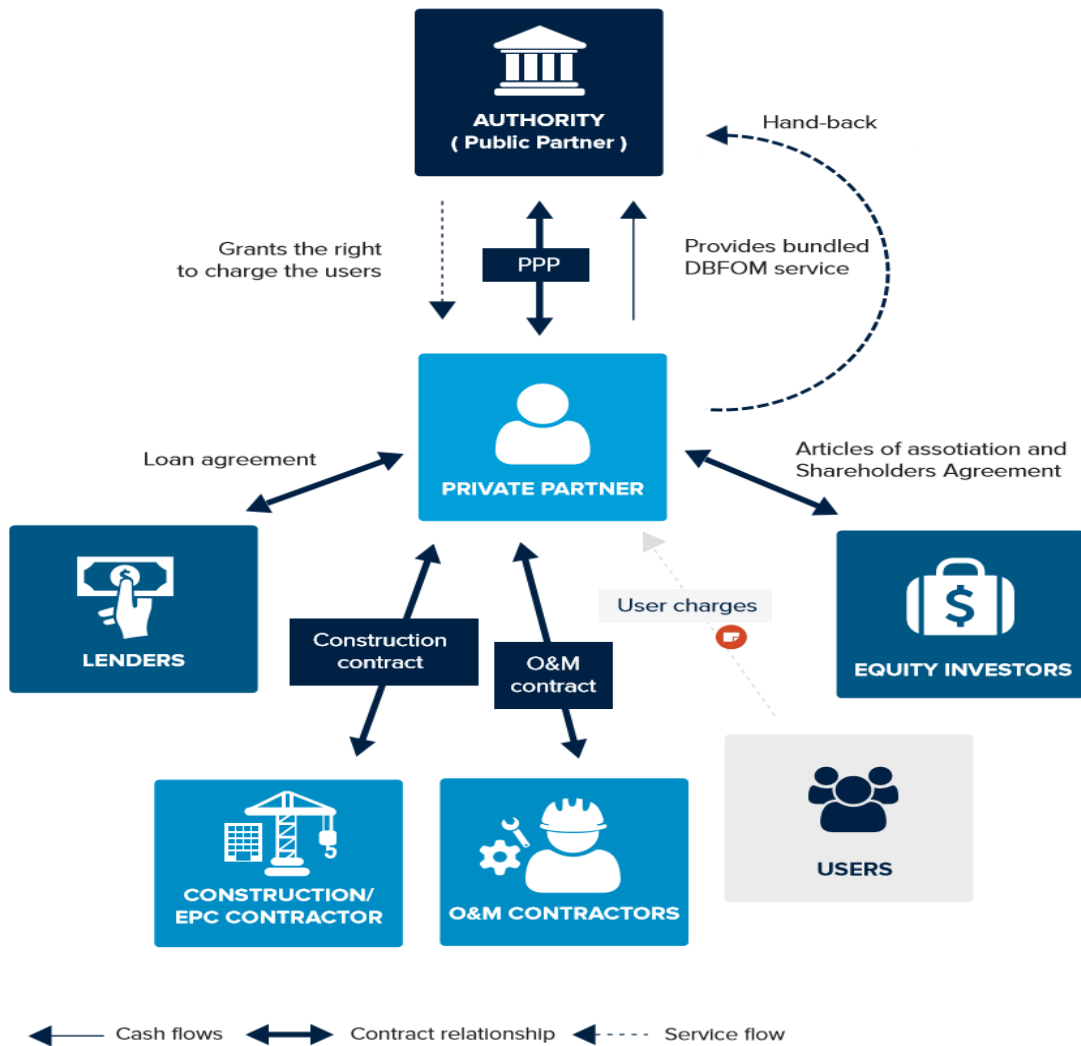 AUTHORITY
( Public Partner )
Hand-back
Grants the right
to charge the users
PPP
Provides bundled
DBFOM service
PRIVATE PARTNER
Loan agreement
Articles of assotiation and
Shareholders Agreement
LENDERS
$
Construction
contract
O&M
contract
User charges
$
EQUITY INVESTORS
CONSTRUCTION/
EPC CONTRACTOR
O&M CONTRACTORS
USERS
Cash flows
Contract relationship
Service flow